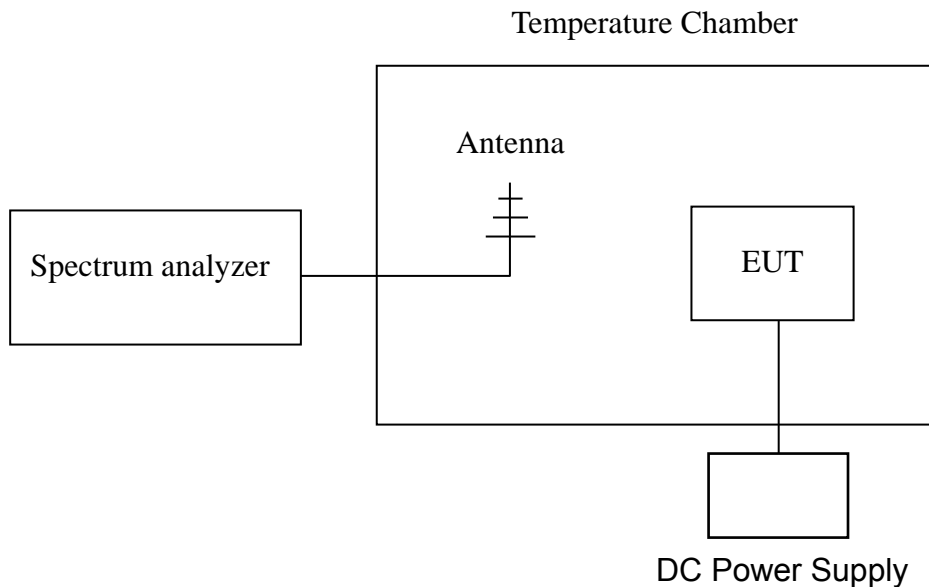 Temperature Chamber
Antenna
Spectrum analyzer
EUT
DC Power Supply